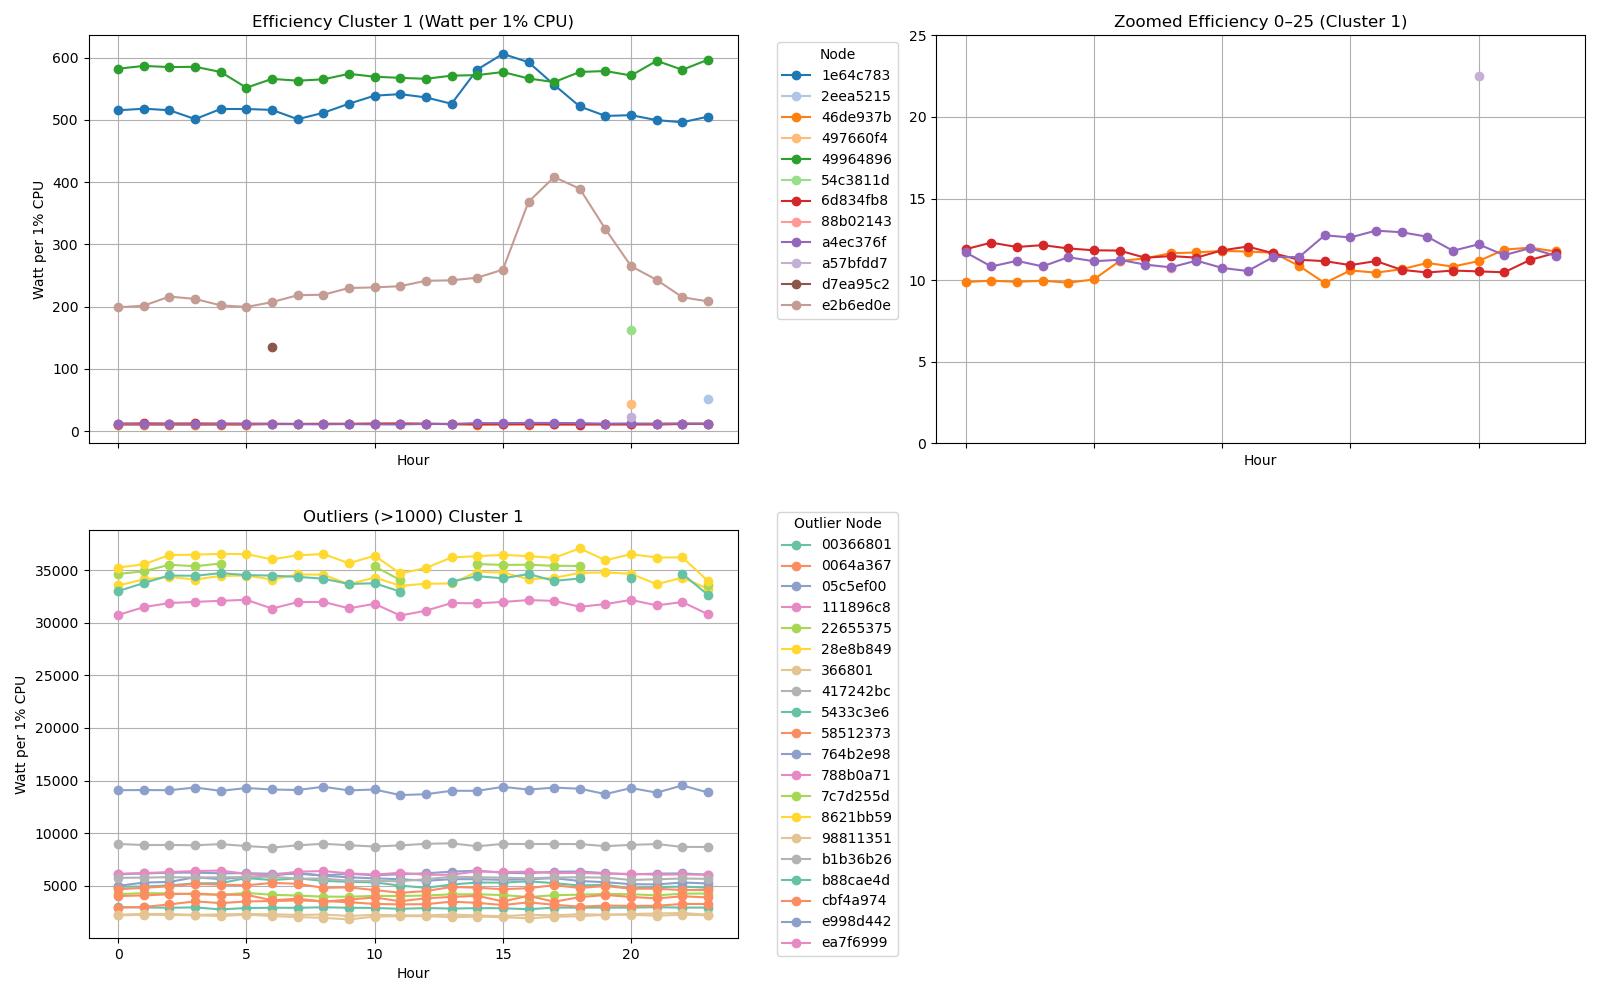 Efficiency Cluster 1 (Watt per 1% CPU)
600
500
400
300
200
100
0
Watt per 1% CPU
Hour
Node
1e64c783
2eea5215
46de937b
497660f4
49964896
54c3811d
6d834fb8
88b02143
a4ec376f
a57bfdd7
d7ea95c2
e2b6ed0e
Zoomed Efficiency 0–25 (Cluster 1)
25
20
15
10
5
0
Hour
Outliers (>1000) Cluster 1
35000
30000
25000
20000
15000
10000
5000
Watt per 1% CPU
0 5 10 15 20
Hour
Outlier Node
00366801
0064a367
05c5ef00
111896c8
22655375
28e8b849
366801
417242bc
5433c3e6
58512373
764b2e98
788b0a71
7c7d255d
8621bb59
98811351
b1b36b26
b88cae4d
cbf4a974
e998d442
ea7f6999